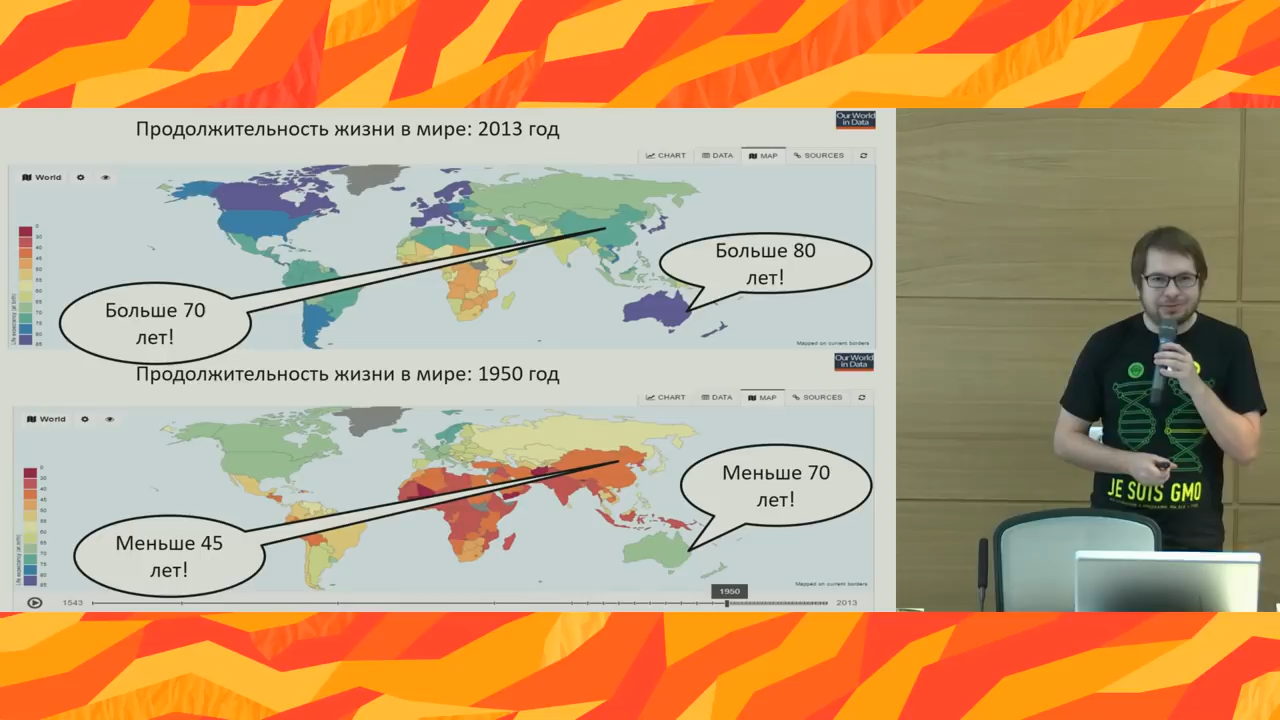 Продолжительность жизни в мире: 2013 год
Our World
in Data
CHART
DATA
MAP
SOURCES
World
Больше 80
лет!
Больше 70
лет!
Mapped on current borders
Продолжительность жизни в мире: 1950 год
Our World
in Data
CHART
DATA
MAP
SOURCES
World
Меньше 70
лет!
Меньше 45
лет!
Mapped on current borders
1950
1543
2013
JE SUIS GMO